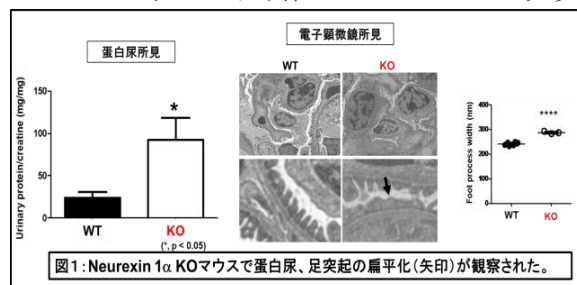 蛋白尿所見
Urinary protein/creatine (mg/mg)
150
100
50
0
*
WT
KO
(*, p < 0.05)
電子顕微鏡所見
WT
KO
Foot process width (nm)
400
300
200
100
0
****
WT
KO
図1:Neurexin 1α KOマウスで蛋白尿、足突起の扁平化(矢印)が観察された。